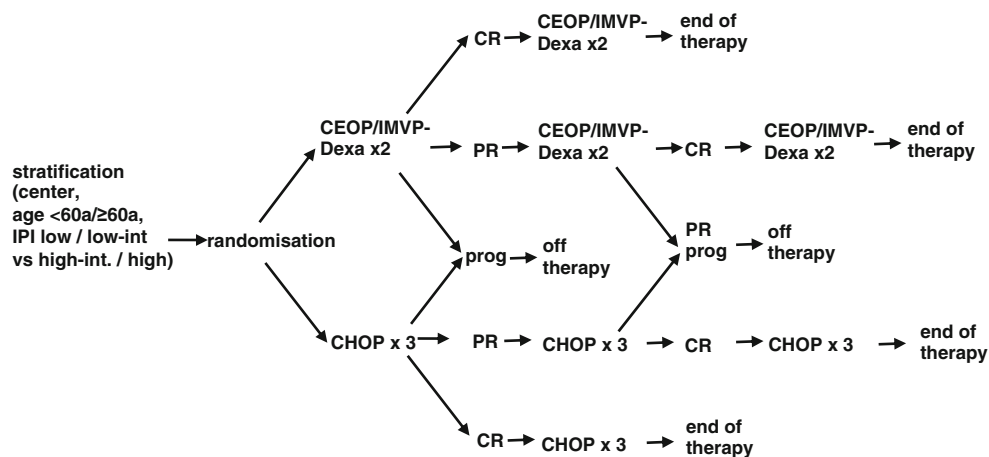 CR
CEOP/IMVP-
Dexa x2
end of
therapy
CEOP/IMVP-
Dexa x2
PR
CEOP/IMVP-
Dexa x2
CR
CEOP/IMVP-
Dexa x2
end of
therapy
stratification
(center,
age <60a/≥60a,
IPI low / low-int
vs high-int. / high)
randomisation
prog
off
therapy
PR
prog
off
therapy
CHOP x 3
PR
CHOP x 3
CR
CHOP x 3
end of
therapy
CR
CHOP x 3
end of
therapy